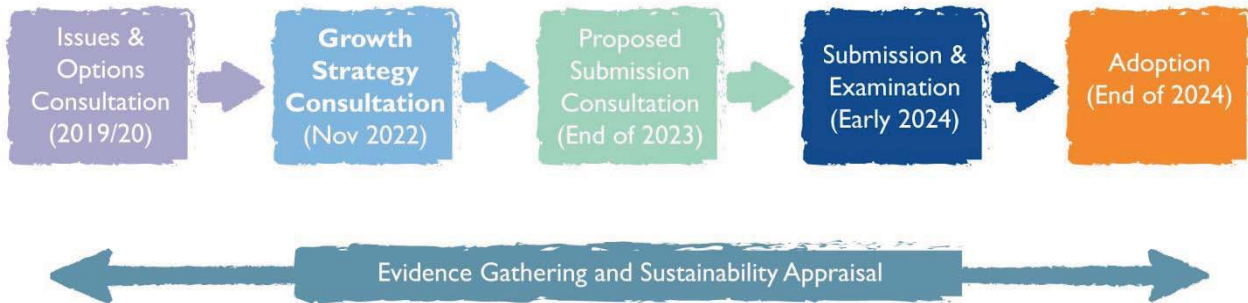 Issues &
Options
Consultation
(2019/20)
Growth
Strategy
Consultation
(Nov 2022)
Proposed
Submission
Consultation
(End of 2023)
Submission &
Examination
(Early 2024)
Adoption
(End of 2024)
Evidence Gathering and Sustainability Appraisal